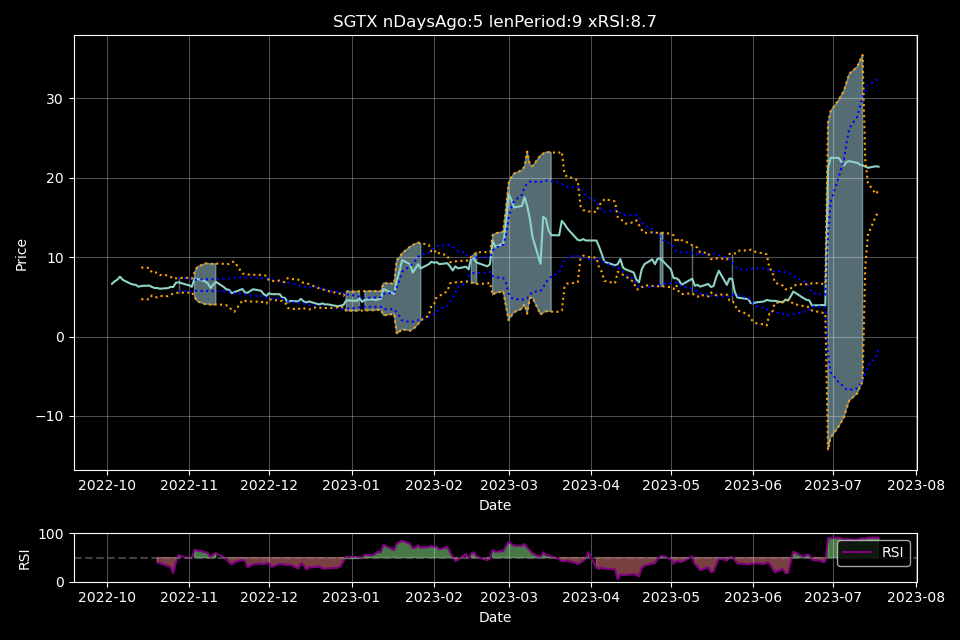 SGTX nDaysAgo:5 lenPeriod:9 xRSI:8.7
Price
30
20
10
0
−10
2022-10 2022-11 2022-12 2023-01 2023-02 2023-03 2023-04 2023-05 2023-06 2023-07 2023-08
Date
RSI
100
0
RSI
2022-10 2022-11 2022-12 2023-01 2023-02 2023-03 2023-04 2023-05 2023-06 2023-07 2023-08
Date